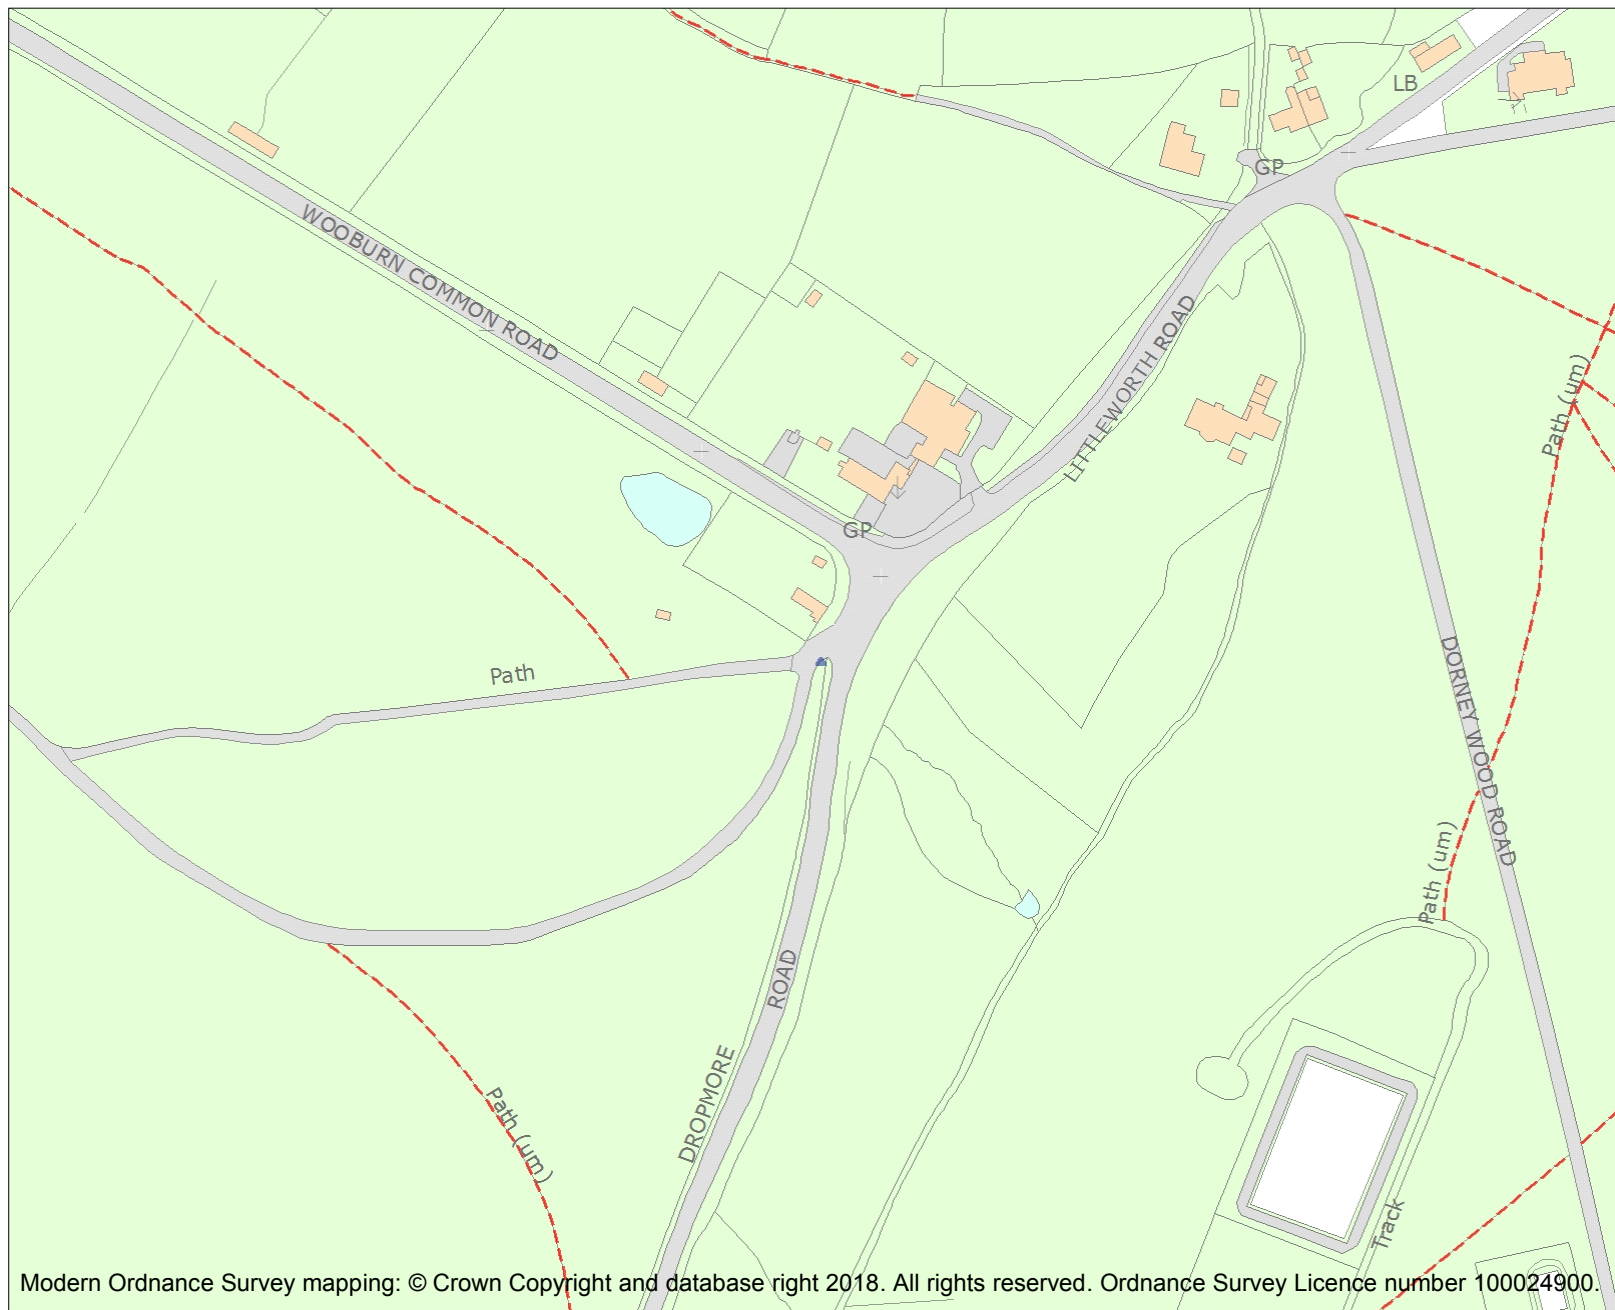 LB
GP
WOOBURN COMMON ROAD
LITTLEWORTH ROAD
Path (um)
GP
Path
DORNEY WOOD ROAD
Path (um)
ROAD
DROPMORE
Path (um)
Track
Modern Ordnance Survey mapping: © Crown Copyright and database right 2018. All rights reserved. Ordnance Survey Licence number 100024900.